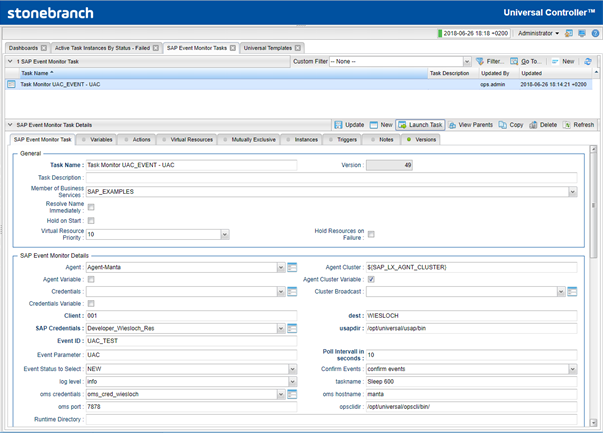 stonebranch Universal Controller™
2018-06-26 18:18 +0200 Administrator
Dashboards Active Task Instances By Status - Failed SAP Event Monitor Tasks Universal Templates
1 SAP Event Monitor Task Custom Filter -- None -- Filter... Go To... New
Task Name Task Description Updated By Updated
Task Monitor UAC_EVENT - UAC ops.admin 2018-06-26 18:14:21 +0200
SAP Event Monitor Task Details Update New Launch Task View Parents Copy Delete Refresh
SAP Event Monitor Task Variables Actions Virtual Resources Mutually Exclusive Instances Triggers Notes Versions
General
Task Name : Task Monitor UAC_EVENT - UAC Version : 49
Task Description :
Member of Business Services : SAP_EXAMPLES
Resolve Name Immediately :
Hold on Start :
Virtual Resource Priority : 10 Hold Resources on Failure :
SAP Event Monitor Details
Agent : Agent-Manta Agent Cluster : ${SAP_LX_AGNT_CLUSTER}
Agent Variable : Agent Cluster Variable :
Credentials : Cluster Broadcast :
Credentials Variable :
Client : 001 dest : WIESLOCH
SAP Credentials : Developer_Wiesloch_Res usapdir : /opt/universal/usap/bin
Event ID : UAC_TEST
Event Parameter : UAC Poll Intervall in seconds : 10
Event Status to Select : NEW Confirm Events : confirm events
log level : info taskname : Sleep 600
oms credentials : oms_cred_wiesloch oms hostname : manta
oms port : 7878 opsclidir : /opt/universal/opscli/bin/
Runtime Directory :